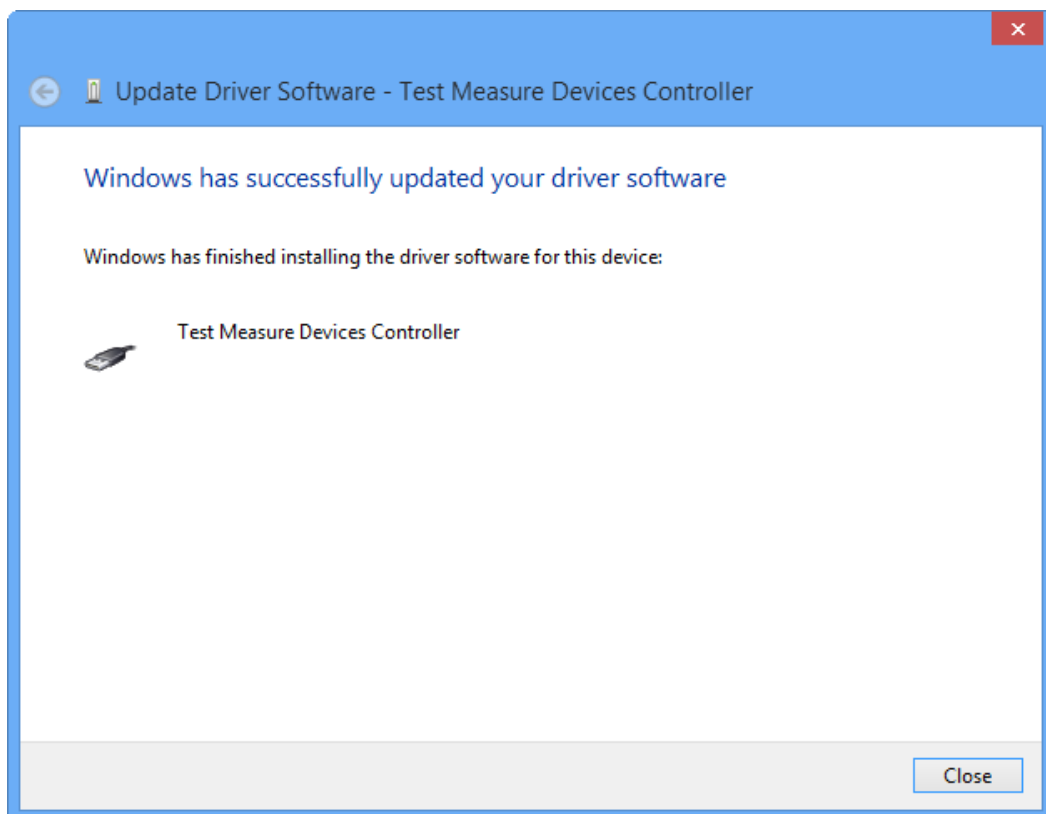 Update Driver Software - Test Measure Devices Controller
Windows has successfully updated your driver software
Windows has finished installing the driver software for this device:
Test Measure Devices Controller
Close